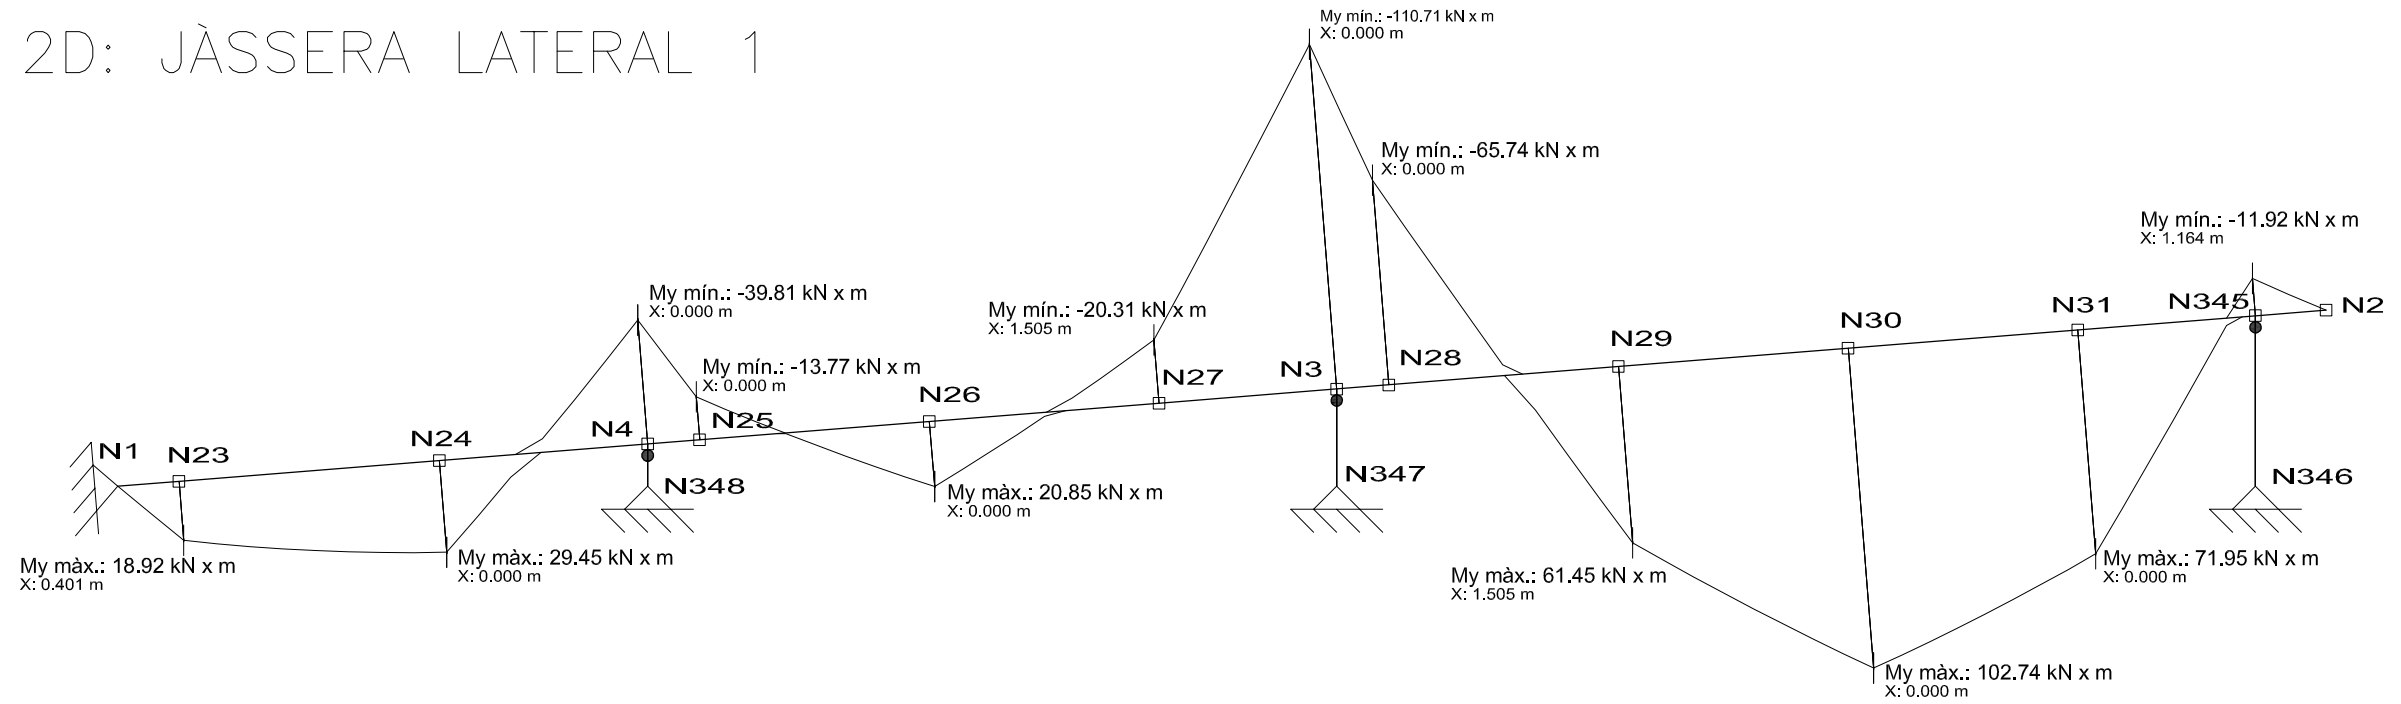 2D: JÀSSERA LATERAL 1
My mín.: -110.71 kN x m
X: 0.000 m
My mín.: -65.74 kN x m
X: 0.000 m
My mín.: -11.92 kN x m
X: 1.164 m
My mín.: -39.81 kN x m
X: 0.000 m
My mín.: -20.31 kN x m
X: 1.505 m
My mín.: -13.77 kN x m
X: 0.000 m
N1
N23
N24
N4
N25
N26
N27
N3
N28
N29
N30
N31
N345
N2
N348
N347
N346
My màx.: 18.92 kN x m
X: 0.401 m
My màx.: 29.45 kN x m
X: 0.000 m
My màx.: 20.85 kN x m
X: 0.000 m
My màx.: 61.45 kN x m
X: 1.505 m
My màx.: 71.95 kN x m
X: 0.000 m
My màx.: 102.74 kN x m
X: 0.000 m